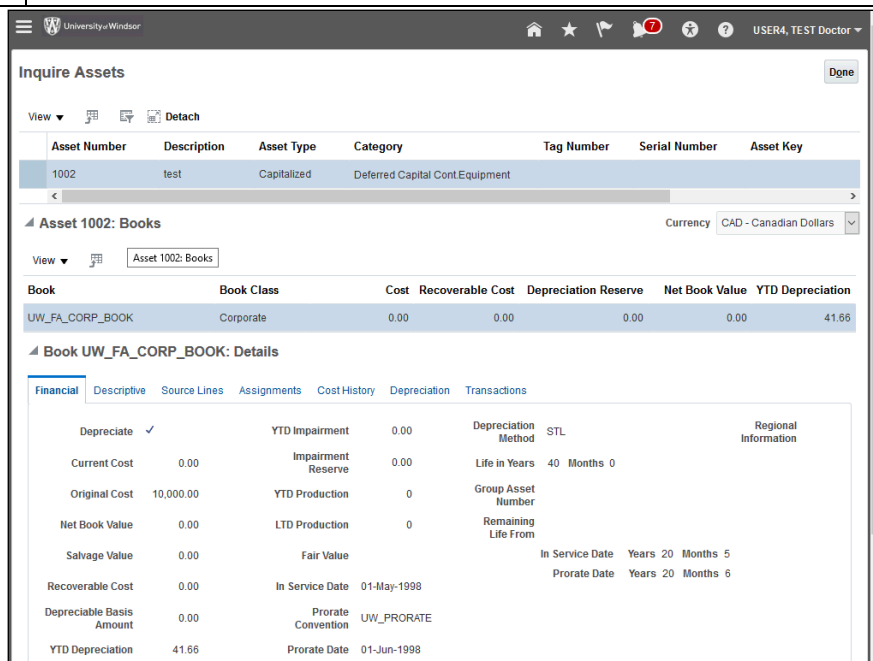 University of Windsor
7
USER4, TEST Doctor
Inquire Assets
Done
View
Detach
Asset Number Description Asset Type Category Tag Number Serial Number Asset Key
1002 test Capitalized Deferred Capital Cont.Equipment
Asset 1002: Books
Currency CAD - Canadian Dollars
View
Asset 1002: Books
Book Book Class Cost Recoverable Cost Depreciation Reserve Net Book Value YTD Depreciation
UW_FA_CORP_BOOK Corporate 0.00 0.00 0.00 0.00 41.66
Book UW_FA_CORP_BOOK: Details
Financial Descriptive Source Lines Assignments Cost History Depreciation Transactions
Depreciate ✓ YTD Impairment 0.00 Depreciation Method STL Regional Information
Current Cost 0.00 Impairment Reserve 0.00 Life in Years 40 Months 0
Original Cost 10,000.00 YTD Production 0 Group Asset Number
Net Book Value 0.00 LTD Production 0 Remaining Life From
Salvage Value 0.00 Fair Value In Service Date Years 20 Months 5
Prorate Date Years 20 Months 6
Recoverable Cost 0.00 In Service Date 01-May-1998
Depreciable Basis Amount 0.00 Prorate Convention UW_PRORATE
YTD Depreciation 41.66 Prorate Date 01-Jun-1998